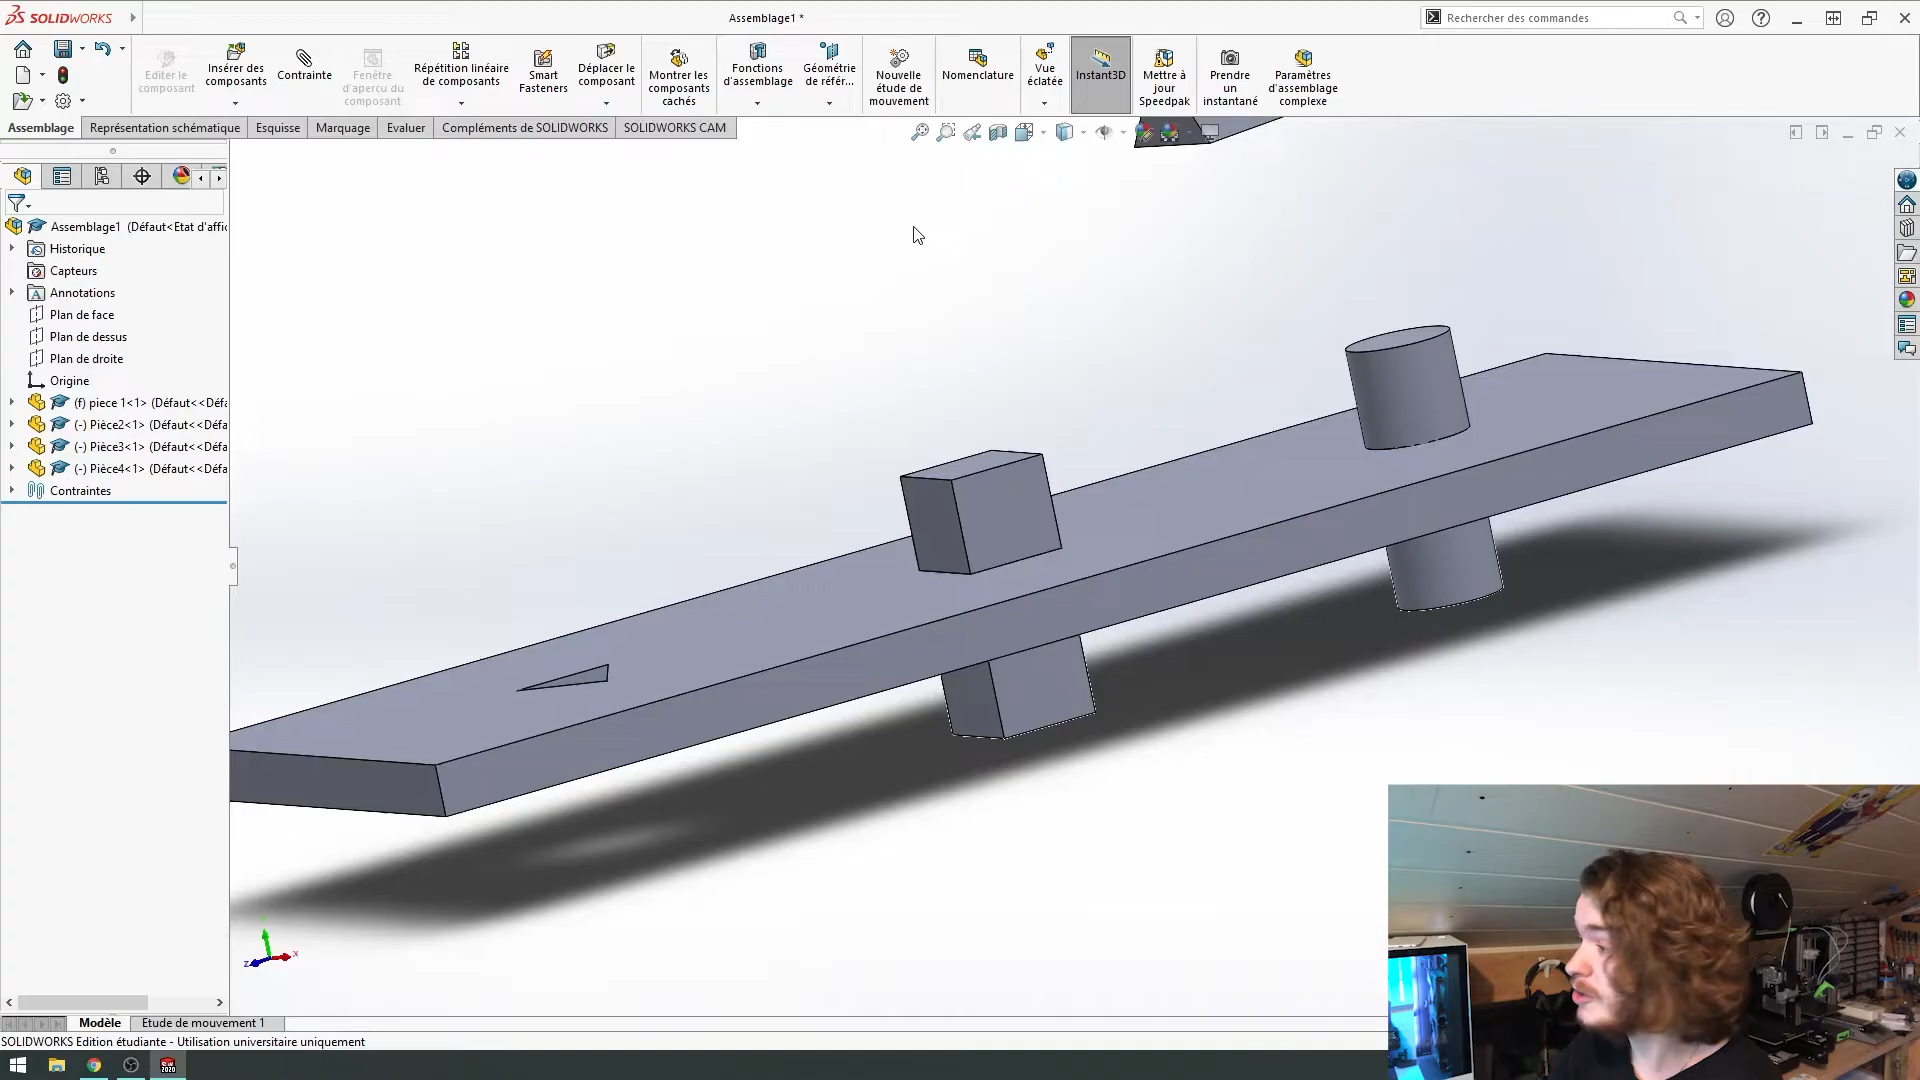 SOLIDWORKS
Assemblage1 *
Rechercher des commandes
Editer le
composant
Insérer des
composants
Contrainte
Fenêtre
d'aperçu du
composant
Répétition linéaire
de composants
Smart
Fasteners
Déplacer le
composant
Montrer les
composants
cachés
Fonctions
d'assemblage
Géométrie
de référ...
Nouvelle
étude de
mouvement
Nomenclature
Vue
éclatée
Instant3D
Mettre à
jour
Speedpak
Prendre
un
instantané
Paramètres
d'assemblage
complexe
Assemblage
Représentation schématique
Esquisse
Marquage
Evaluer
Compléments de SOLIDWORKS
SOLIDWORKS CAM
Assemblage1 (Défaut<Etat d'affic
Historique
Capteurs
Annotations
Plan de face
Plan de dessus
Plan de droite
Origine
(f) piece 1<1> (Défaut<<Défa
(-) Pièce2<1> (Défaut<<Défa
(-) Pièce3<1> (Défaut<<Défa
(-) Pièce4<1> (Défaut<<Défa
Contraintes
Z
X
Modèle
Etude de mouvement 1
SOLIDWORKS Edition étudiante - Utilisation universitaire uniquement